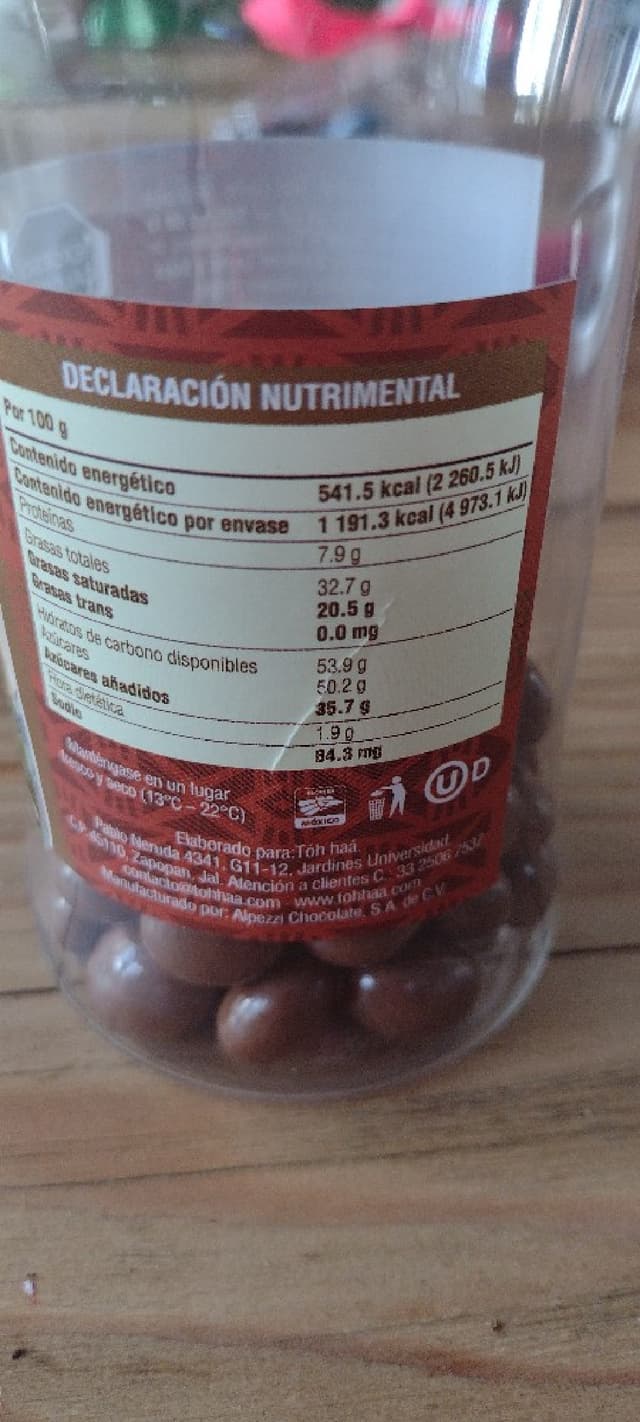 DECLARACIÓN NUTRIMENTAL
Por 100 g
Contenido energético 541.5 kcal (2 260.5 kJ)
Contenido energético por envase 1 191.3 kcal (4 973.1 kJ)
Proteínas 7.9 g
Grasas totales 32.7 g
Grasas saturadas 20.5 g
Grasas trans 0.0 mg
Hidratos de carbono disponibles 53.9 g
Azúcares 50.2 g
Azúcares añadidos 35.7 g
Fibra dietética 1.9 g
Sodio 84.3 mg
Manténgase en un lugar
fresco y seco (13°C - 22°C)
HECHO EN
MÉXICO
U D
Elaborado para: Tóh haá.
Pablo Neruda 4341, G11-12, Jardines Universidad
C.P. 45110, Zapopan, Jal. Atención a clientes C. 33 2506 7537
contacto@tohhaa.com www.tohhaa.com
Manufacturado por: Alpezzi Chocolate, S.A. de C.V.